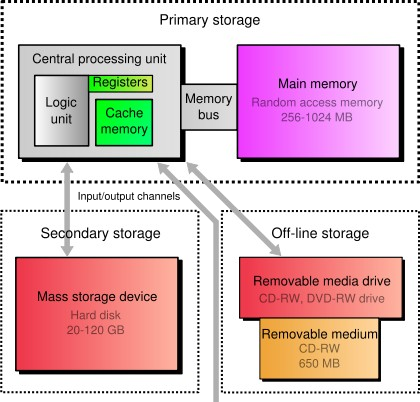 Primary storage
Central processing unit
Logic
unit
Registers
Cache
memory
Memory
bus
Main memory
Random access memory
256-1024 MB
Input/output channels
Secondary storage
Mass storage device
Hard disk
20-120 GB
Off-line storage
Removable media drive
CD-RW, DVD-RW drive
Removable medium
CD-RW
650 MB